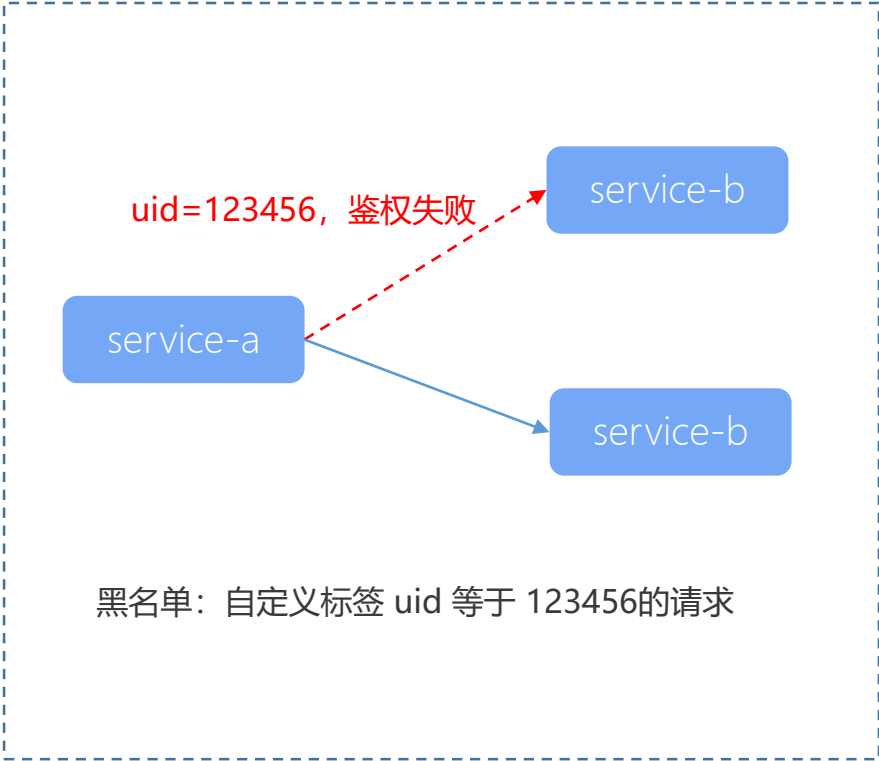 service-b
uid=123456，鉴权失败
service-a
service-b
黑名单：自定义标签 uid 等于 123456的请求